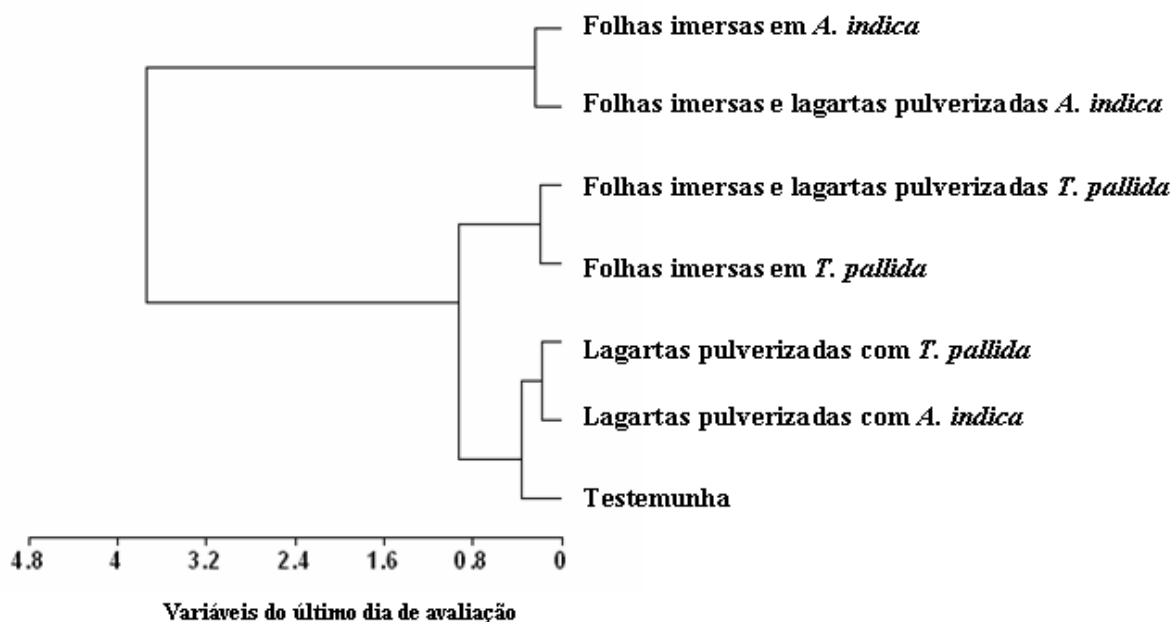 Folhas imersas em A. indica
Folhas imersas e lagartas pulverizadas A. indica
Folhas imersas e lagartas pulverizadas T. pallida
Folhas imersas em T. pallida
Lagartas pulverizadas com T. pallida
Lagartas pulverizadas com A. indica
Testemunha
4.8 4 3.2 2.4 1.6 0.8 0
Variáveis do último dia de avaliação